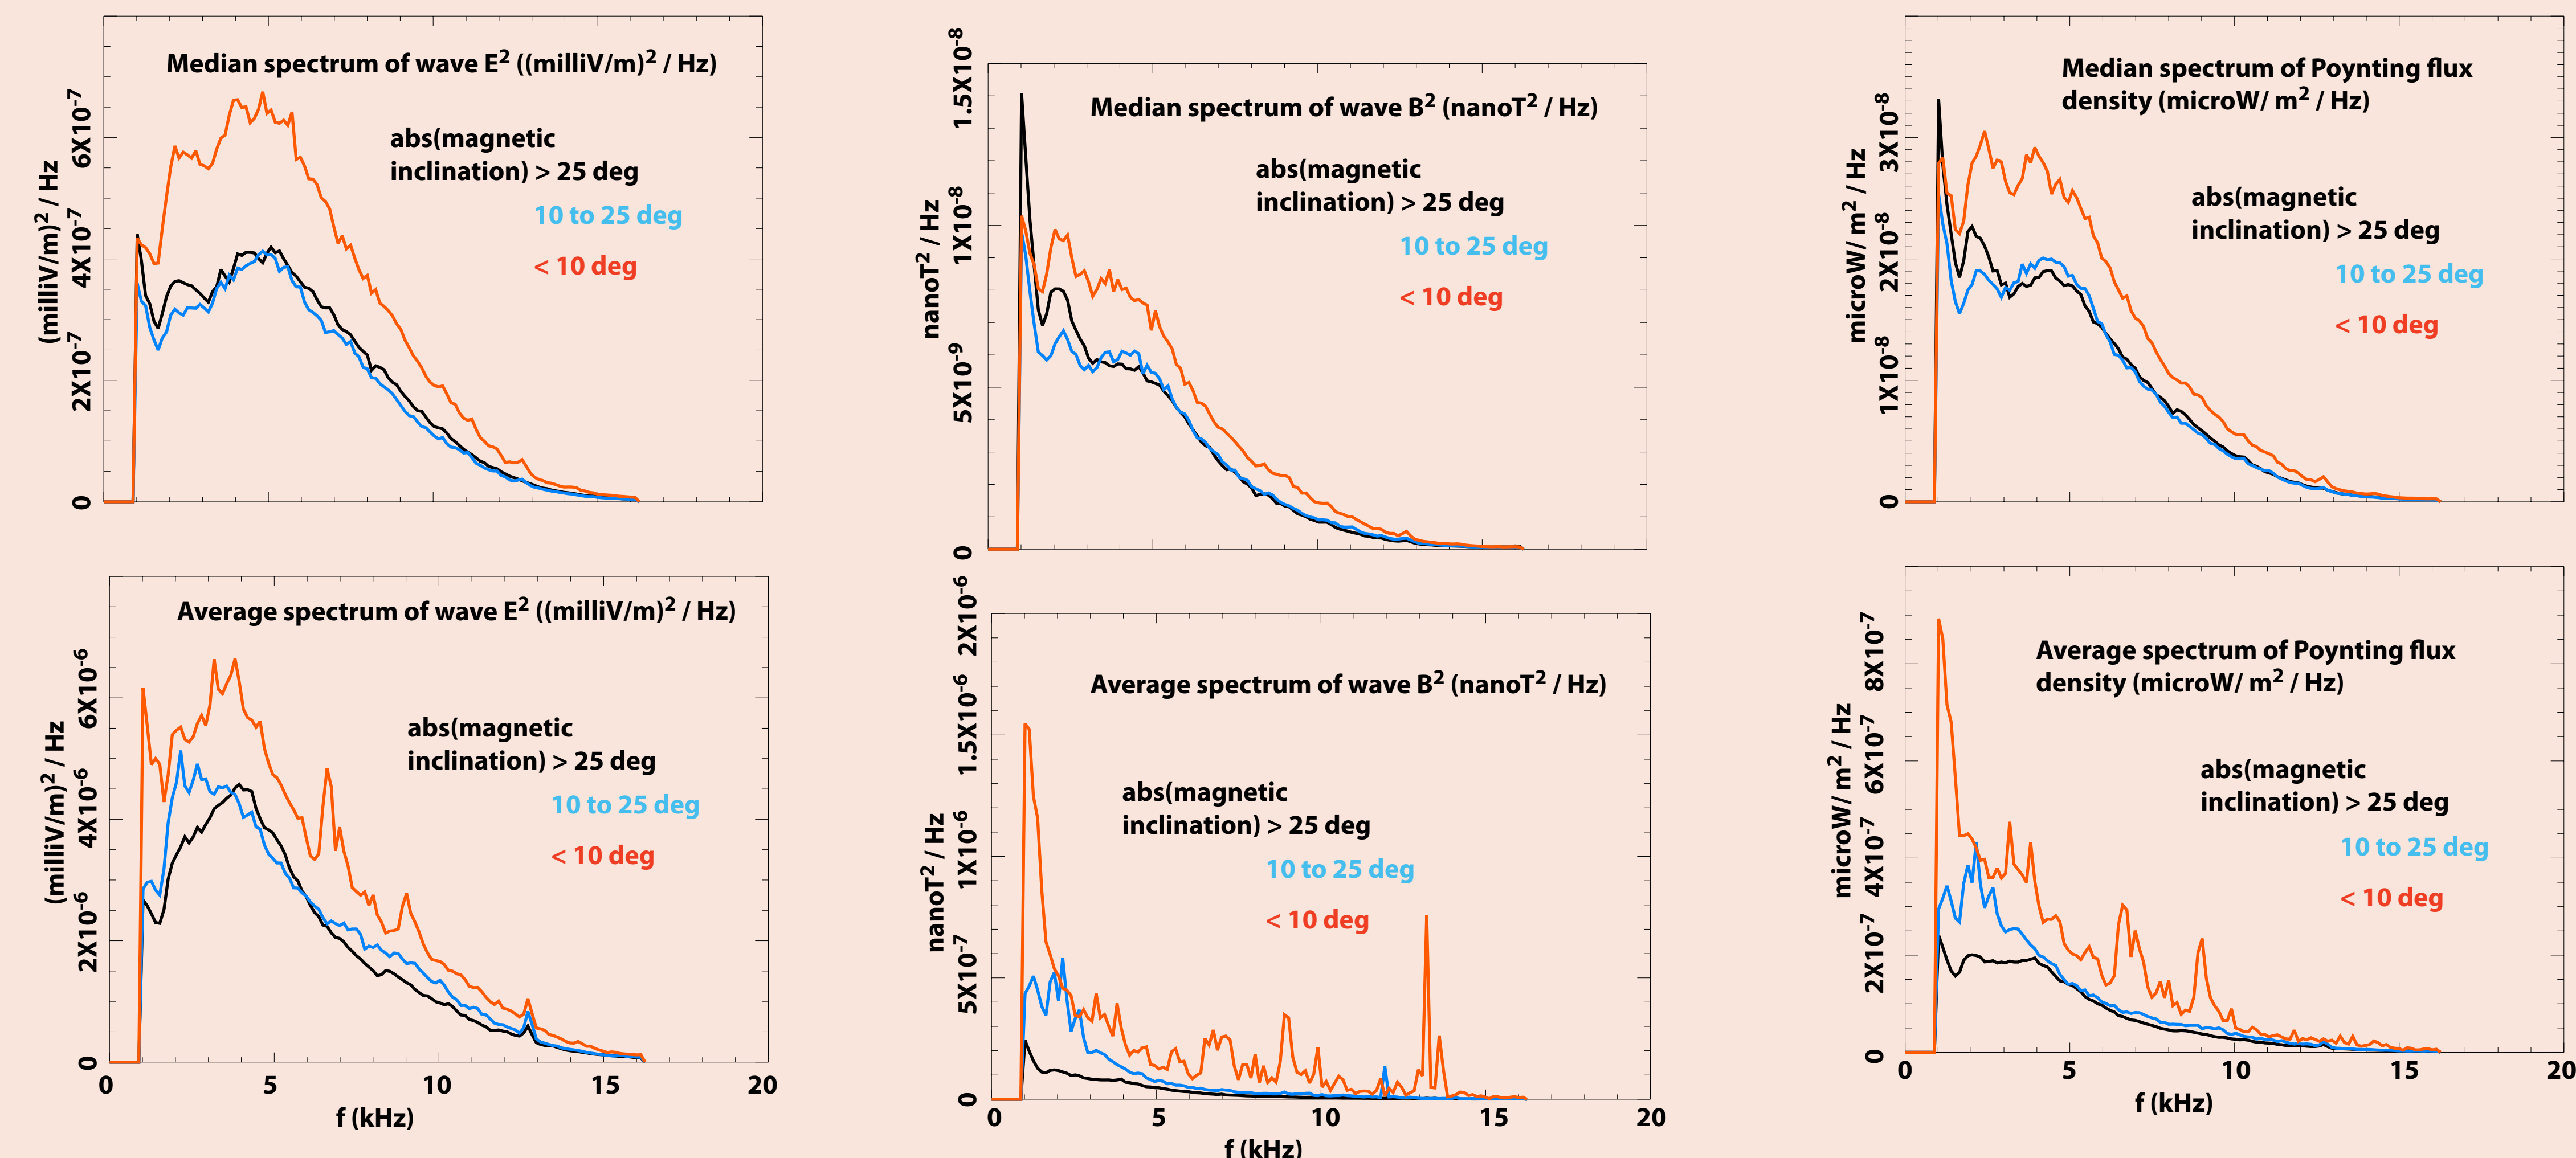 Median spectrum of wave E² ((milliV/m)² / Hz)
abs(magnetic
inclination) > 25 deg
10 to 25 deg
< 10 deg
(milliV/m)² / Hz
6X10⁻⁷
4X10⁻⁷
2X10⁻⁷
0
Median spectrum of wave B² (nanoT² / Hz)
abs(magnetic
inclination) > 25 deg
10 to 25 deg
< 10 deg
nanoT² / Hz
1.5X10⁻⁸
1X10⁻⁸
5X10⁻⁹
0
Median spectrum of Poynting flux
density (microW/ m² / Hz)
abs(magnetic
inclination) > 25 deg
10 to 25 deg
< 10 deg
microW/ m² / Hz
3X10⁻⁸
2X10⁻⁸
1X10⁻⁸
0
Average spectrum of wave E² ((milliV/m)² / Hz)
abs(magnetic
inclination) > 25 deg
10 to 25 deg
< 10 deg
(milliV/m)² / Hz
6X10⁻⁶
4X10⁻⁶
2X10⁻⁶
0
0 5 10 15 20
f (kHz)
Average spectrum of wave B² (nanoT² / Hz)
abs(magnetic
inclination) > 25 deg
10 to 25 deg
< 10 deg
nanoT² / Hz
2X10⁻⁶
1.5X10⁻⁶
1X10⁻⁶
5X10⁻⁷
0
0 5 10 15 20
f (kHz)
Average spectrum of Poynting flux
density (microW/ m² / Hz)
abs(magnetic
inclination) > 25 deg
10 to 25 deg
< 10 deg
microW/ m² / Hz
8X10⁻⁷
6X10⁻⁷
4X10⁻⁷
2X10⁻⁷
0
0 5 10 15 20
f (kHz)